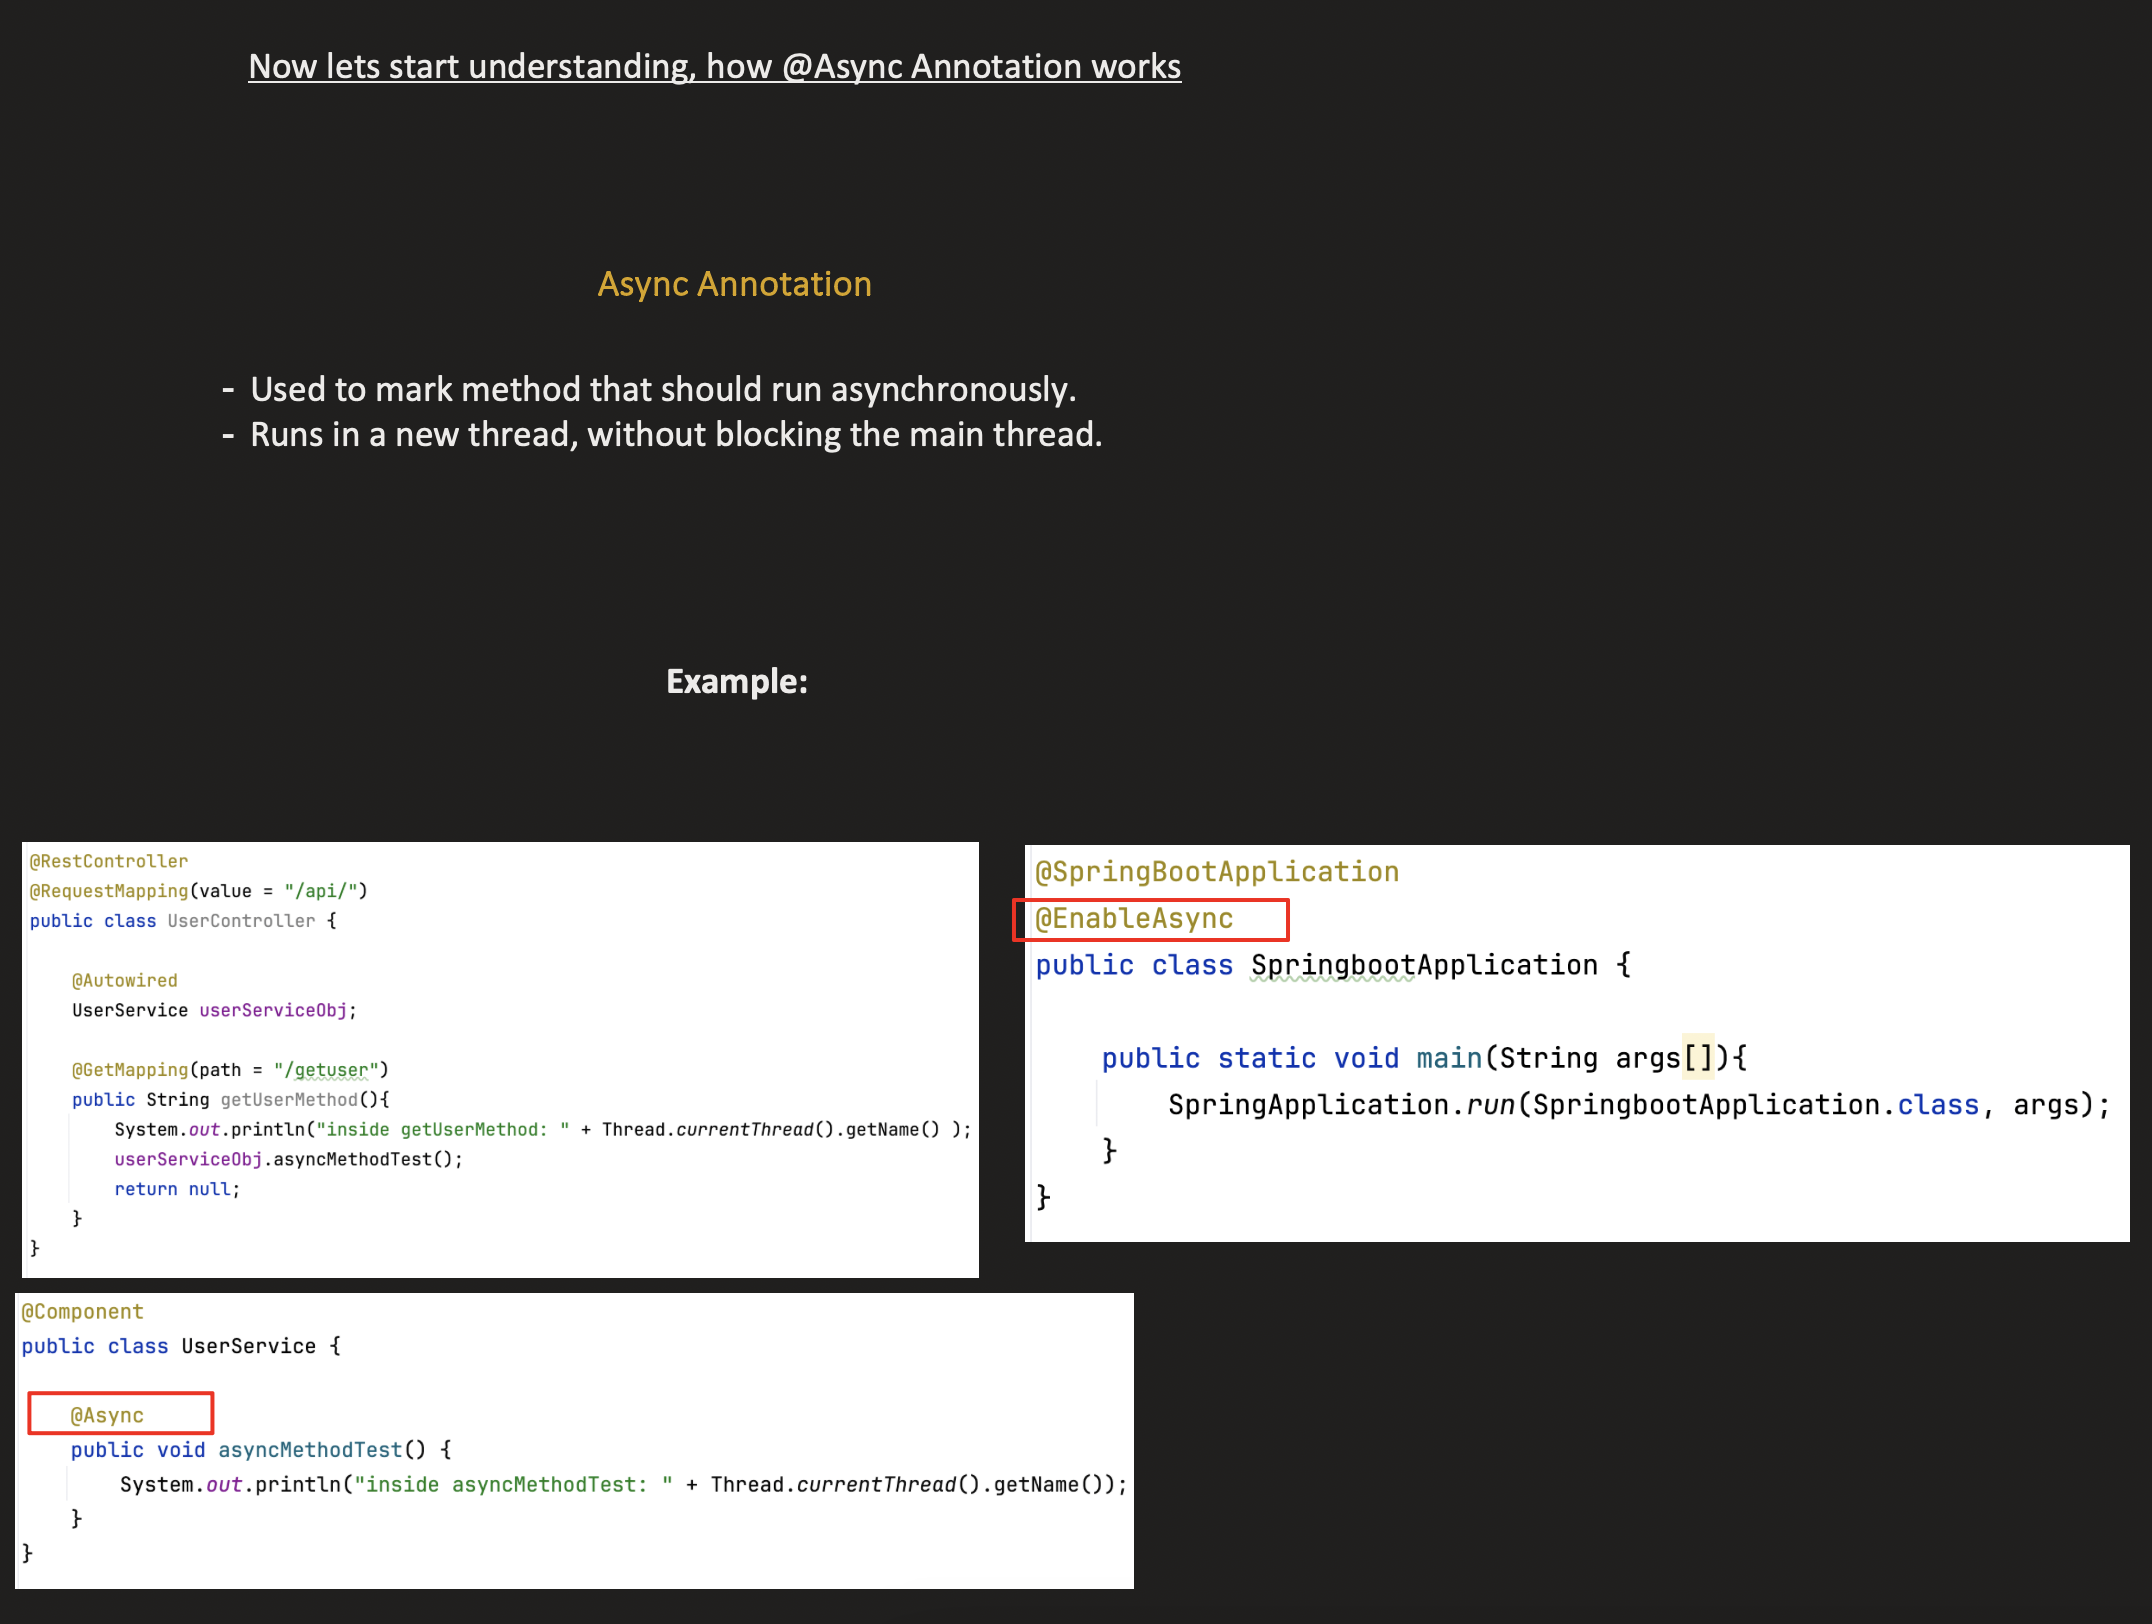 Now lets start understanding, how @Async Annotation works
Async Annotation
- Used to mark method that should run asynchronously.
- Runs in a new thread, without blocking the main thread.
Example:
@RestController
@RequestMapping(value = "/api/")
public class UserController {
@Autowired
UserService userServiceObj;
@GetMapping(path = "/getuser")
public String getUserMethod(){
System.out.println("inside getUserMethod: " + Thread.currentThread().getName() );
userServiceObj.asyncMethodTest();
return null;
}
}
@SpringBootApplication
@EnableAsync
public class SpringbootApplication {
public static void main(String args[]){
SpringApplication.run(SpringbootApplication.class, args);
}
}
@Component
public class UserService {
@Async
public void asyncMethodTest() {
System.out.println("inside asyncMethodTest: " + Thread.currentThread().getName());
}
}